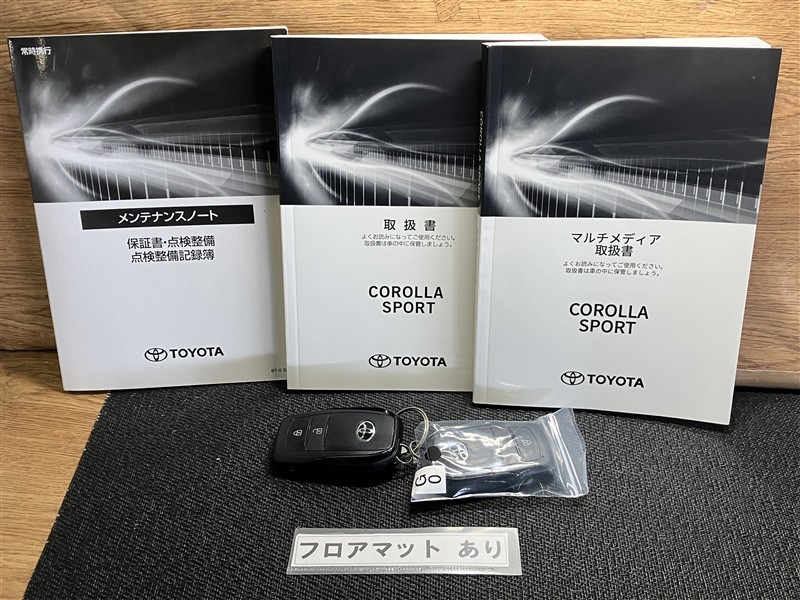 常時携行
メンテナンスノート
保証書・点検整備
点検整備記録簿
TOYOTA
取扱書
よくお読みになってご使用ください。
取扱書は車の中に保管しましょう。
COROLLA
SPORT
TOYOTA
COROLLA
マルチメディア
取扱書
よくお読みになってご使用ください。
取扱書は車の中に保管しましょう。
COROLLA
SPORT
TOYOTA
G0
フロアマット あり